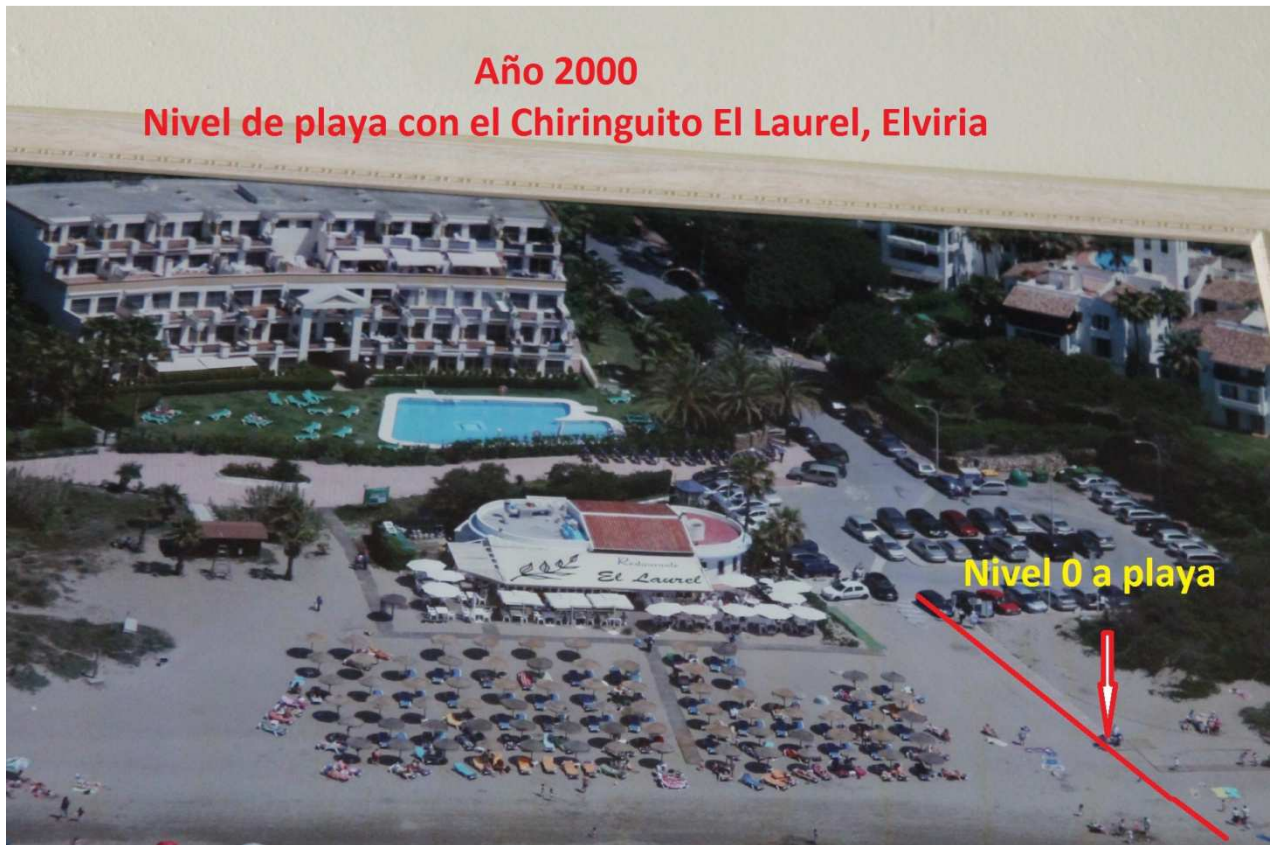 Año 2000
Nivel de playa con el Chiringuito El Laurel, Elviria
Restaurante
El Laurel
Nivel 0 a playa